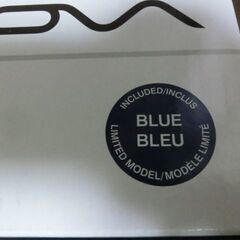 INCLUDED/INCLUS
BLUE
BLEU
LIMITED MODEL/MODÈLE LIMITÉ